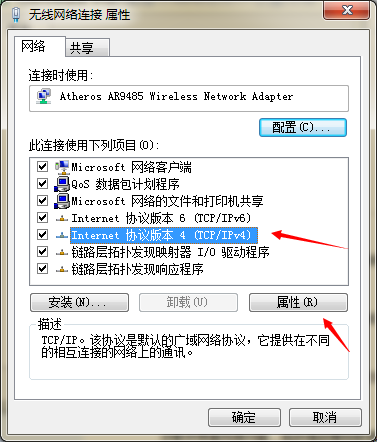 无线网络连接 属性
网络
共享
连接时使用:
Atheros AR9485 Wireless Network Adapter
配置(C)...
此连接使用下列项目(O):
Microsoft 网络客户端
QoS 数据包计划程序
Microsoft 网络的文件和打印机共享
Internet 协议版本 6 (TCP/IPv6)
Internet 协议版本 4 (TCP/IPv4)
链路层拓扑发现映射器 I/O 驱动程序
链路层拓扑发现响应程序
安装(N)...
卸载(U)
属性(R)
描述
TCP/IP。该协议是默认的广域网络协议，它提供在不同
的相互连接的网络上的通讯。
确定
取消